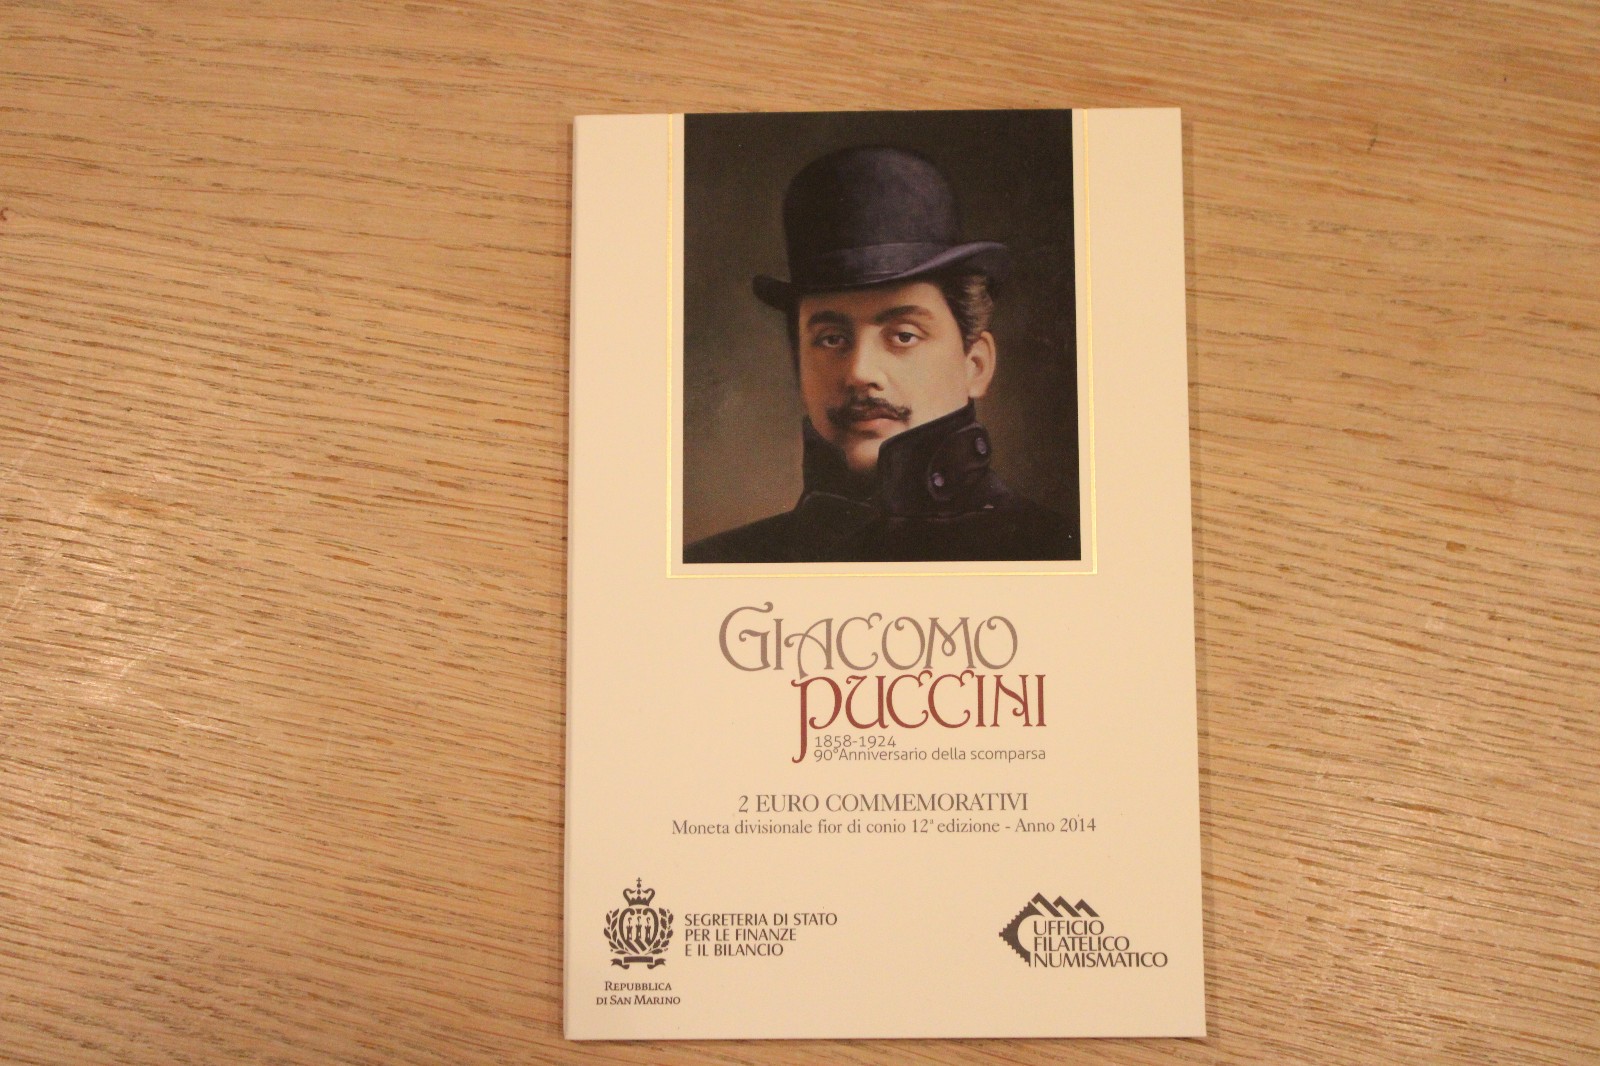 GIACOMO
PUCCINI
1858-1924
90°Anniversario della scomparsa
2 EURO COMMEMORATIVI
Moneta divisionale fior di conio 12ª edizione - Anno 2014
SEGRETERIA DI STATO
PER LE FINANZE
E IL BILANCIO
REPUBBLICA
DI SAN MARINO
UFFICIO
FILATELICO
NUMISMATICO